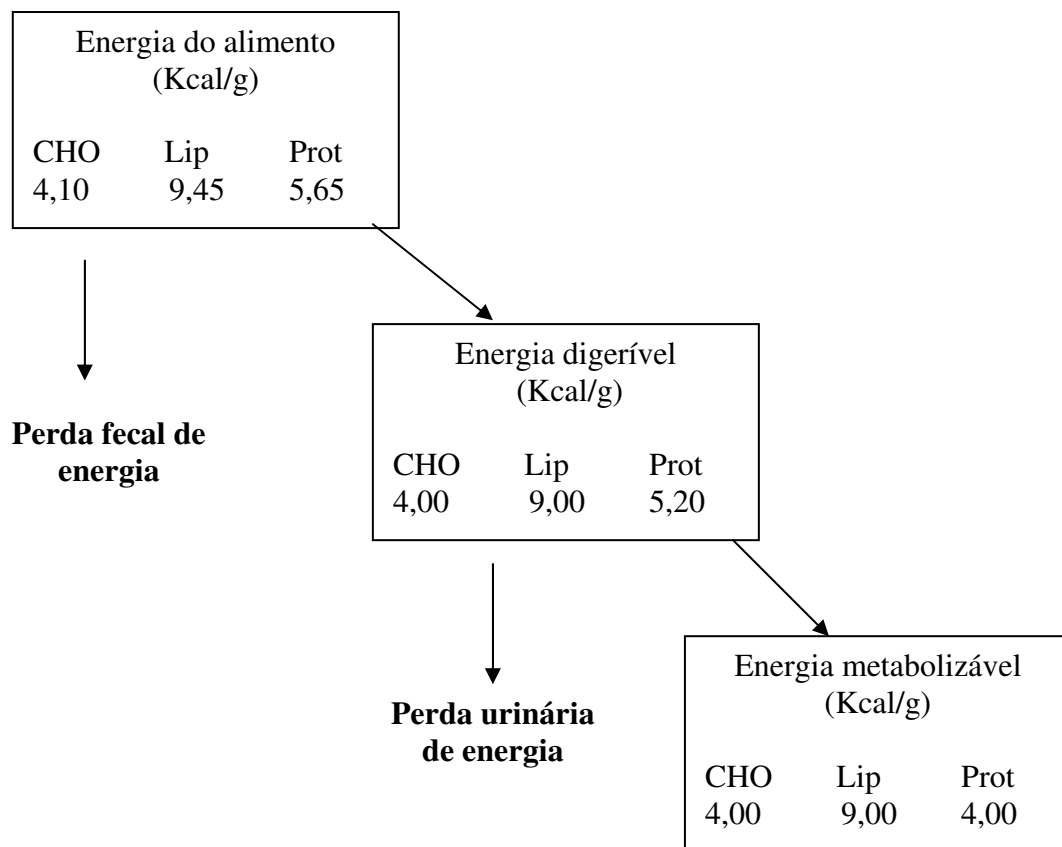 Energia do alimento
(Kcal/g)
CHO Lip Prot
4,10 9,45 5,65
Energia digerível
(Kcal/g)
CHO Lip Prot
4,00 9,00 5,20
Perda fecal de
energia
Energia metabolizável
(Kcal/g)
CHO Lip Prot
4,00 9,00 4,00
Perda urinária
de energia